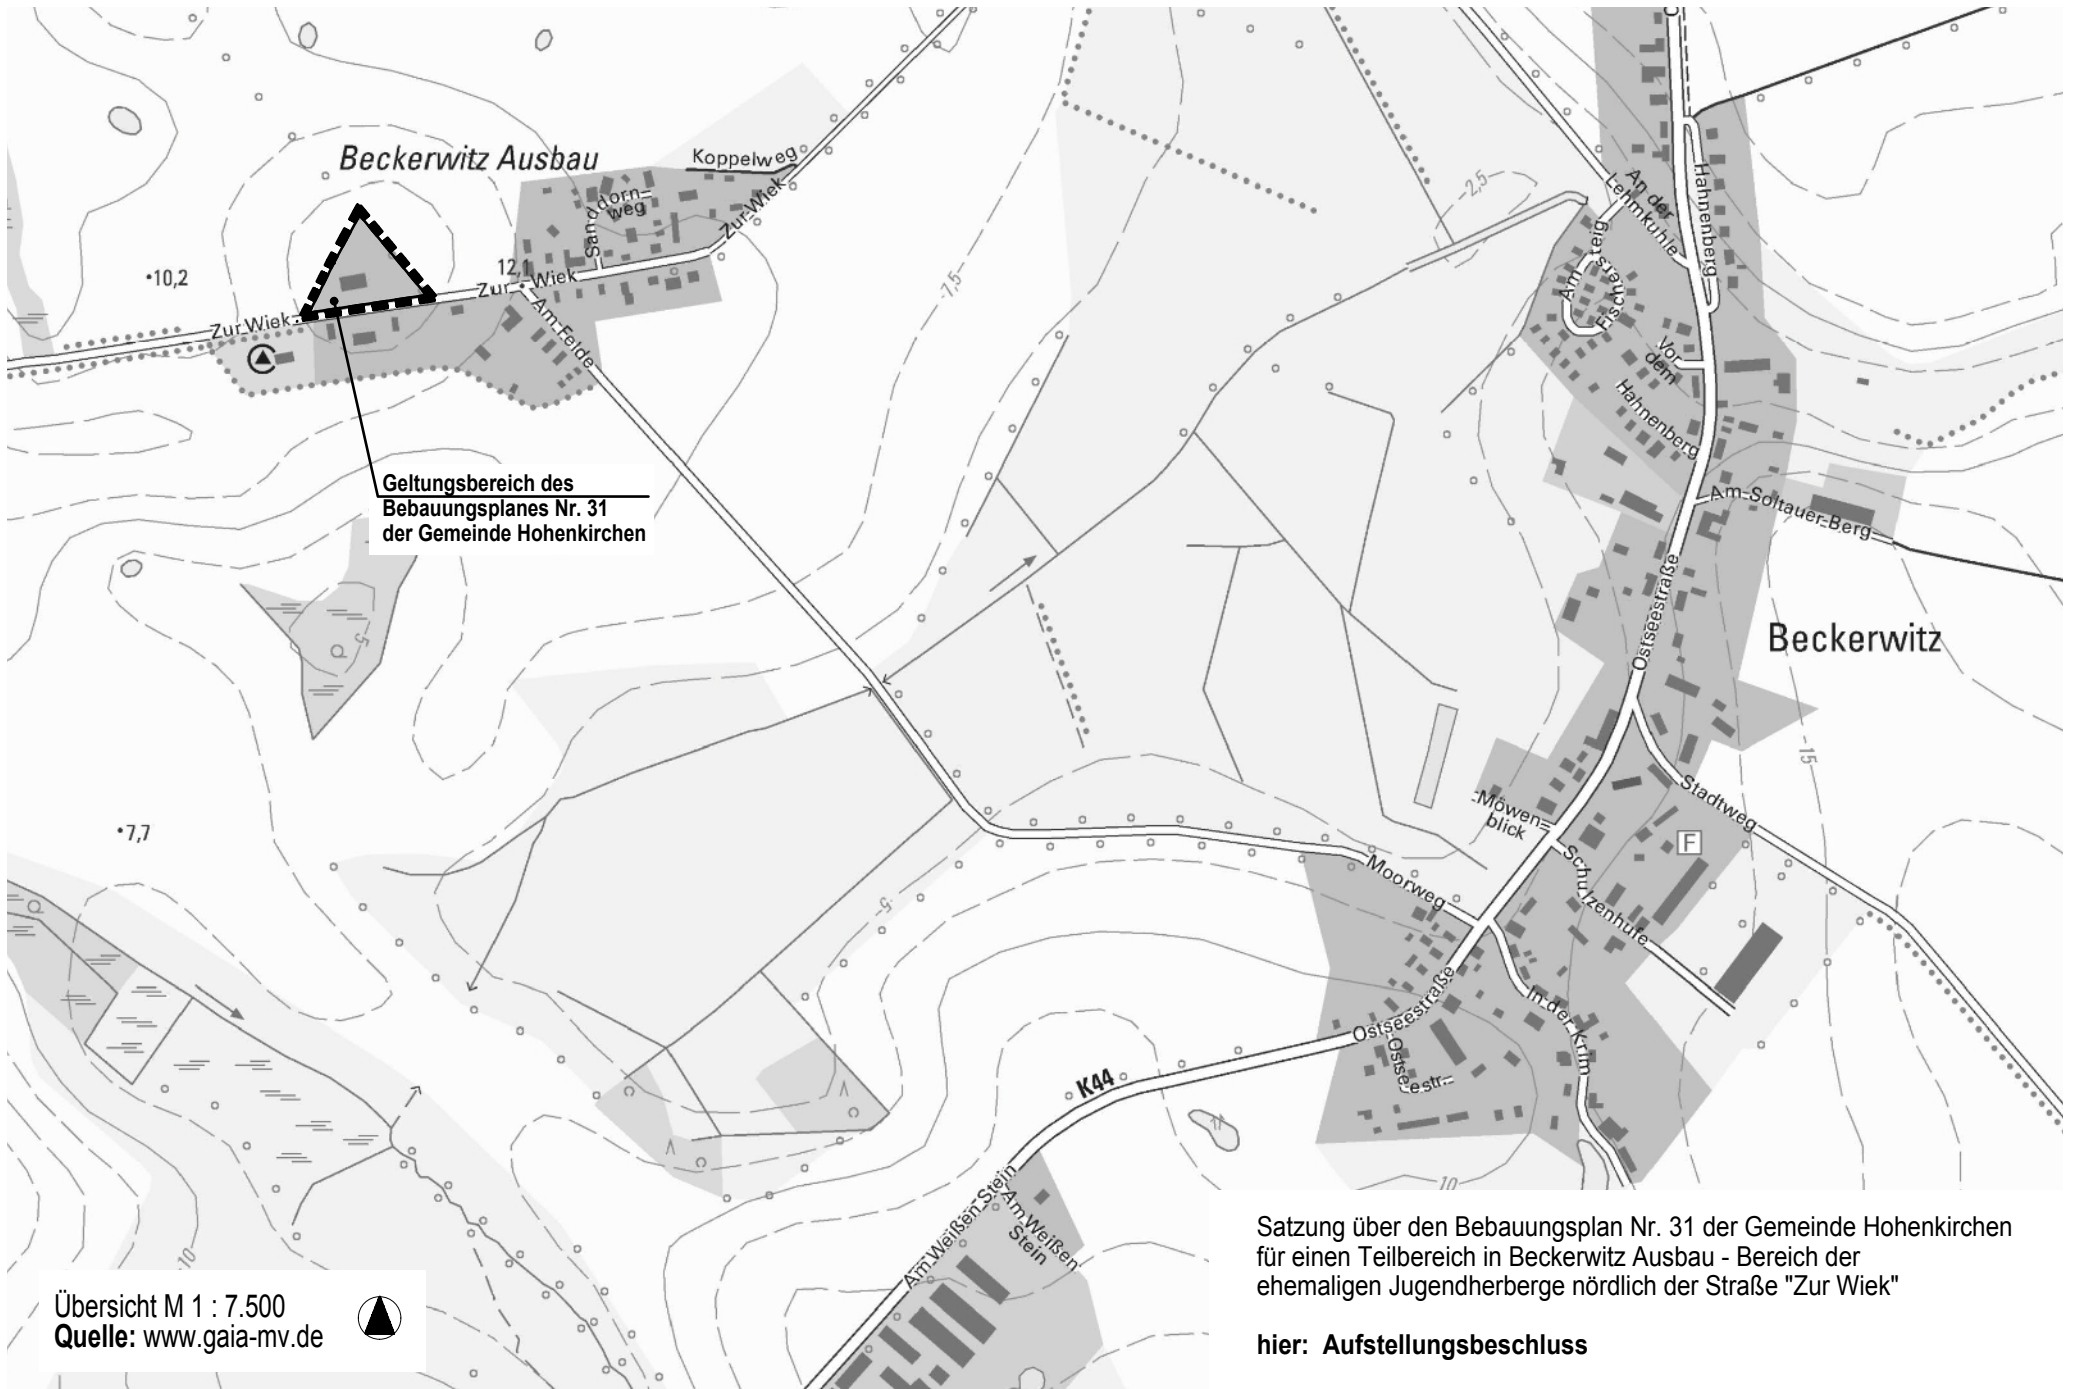 Beckerwitz Ausbau
Koppelweg
Sanddorn-
weg
Zur Wiek
12,1
Zur Wiek
10,2
Zur Wiek
Am Felde
Geltungsbereich des
Bebauungsplanes Nr. 31
der Gemeinde Hohenkirchen
7,5
-2,5
An der
Lehmkuhle
Hahnenberg
Am
Fischersteig
Vor
dem
Hahnenberg
Am-Soltauer-Berg
Ostseestraße
Beckerwitz
5
15
7,7
Möwen-
blick
Stadtweg
F
Schulzenhufe
Moorweg
5
Ostseestraße
In der Krim
Ostseestr.
K44
10
10
Am Weißen Stein
Am Weißen
Stein
Übersicht M 1 : 7.500
Quelle: www.gaia-mv.de
Satzung über den Bebauungsplan Nr. 31 der Gemeinde Hohenkirchen
für einen Teilbereich in Beckerwitz Ausbau - Bereich der
ehemaligen Jugendherberge nördlich der Straße "Zur Wiek"
hier: Aufstellungsbeschluss